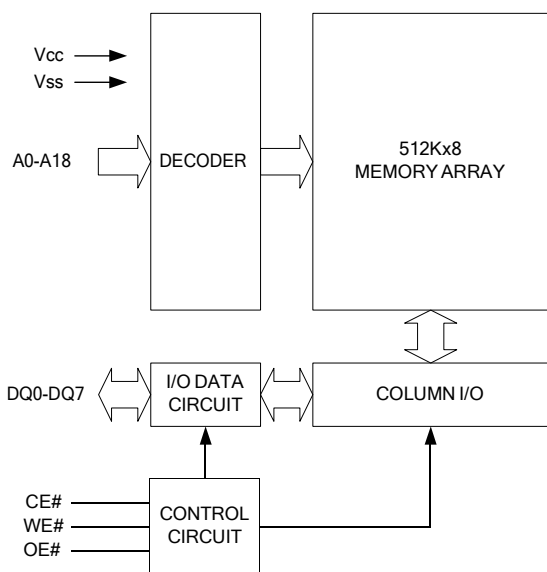 Vcc
Vss
A0-A18
DECODER
512Kx8
MEMORY ARRAY
DQ0-DQ7
I/O DATA
CIRCUIT
COLUMN I/O
CE#
WE#
OE#
CONTROL
CIRCUIT